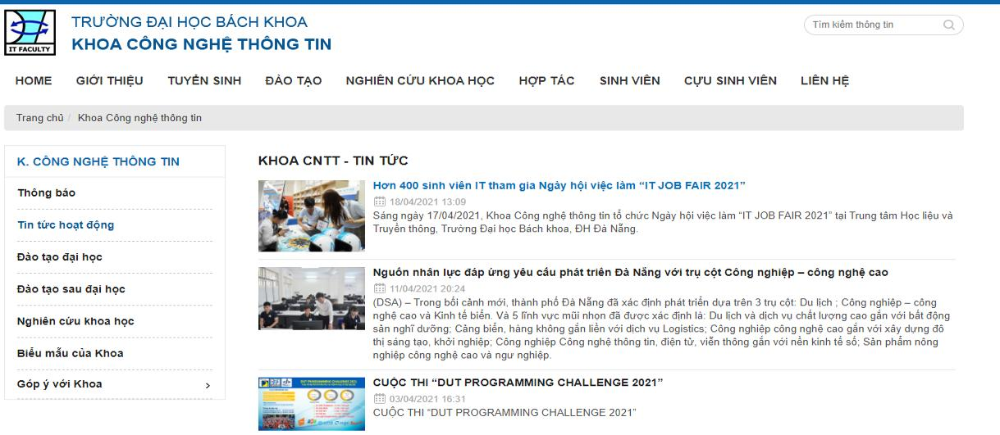 TRƯỜNG ĐẠI HỌC BÁCH KHOA
KHOA CÔNG NGHỆ THÔNG TIN
IT FACULTY
Tìm kiếm thông tin
HOME GIỚI THIỆU TUYỂN SINH ĐÀO TẠO NGHIÊN CỨU KHOA HỌC HỢP TÁC SINH VIÊN CỰU SINH VIÊN LIÊN HỆ
Trang chủ / Khoa Công nghệ thông tin
K. CÔNG NGHỆ THÔNG TIN
Thông báo
Tin tức hoạt động
Đào tạo đại học
Đào tạo sau đại học
Nghiên cứu khoa học
Biểu mẫu của Khoa
Góp ý với Khoa
KHOA CNTT - TIN TỨC
Hơn 400 sinh viên IT tham gia Ngày hội việc làm “IT JOB FAIR 2021”
18/04/2021 13:09
Sáng ngày 17/04/2021, Khoa Công nghệ thông tin tổ chức Ngày hội việc làm “IT JOB FAIR 2021” tại Trung tâm Học liệu và
Truyền thông, Trường Đại học Bách khoa, ĐH Đà Nẵng.
Nguồn nhân lực đáp ứng yêu cầu phát triển Đà Nẵng với trụ cột Công nghiệp – công nghệ cao
11/04/2021 20:24
(DSA) – Trong bối cảnh mới, thành phố Đà Nẵng đã xác định phát triển dựa trên 3 trụ cột: Du lịch ; Công nghiệp – công
nghệ cao và Kinh tế biển. Và 5 lĩnh vực mũi nhọn đã được xác định là: Du lịch và dịch vụ chất lượng cao gắn với bất động
sản nghĩ dưỡng; Cảng biển, hàng không gắn liền với dịch vụ Logistics; Công nghiệp công nghệ cao gắn với xây dựng đô
thị sáng tạo, khởi nghiệp; Công nghiệp Công nghệ thông tin, điện tử, viễn thông gắn với nền kinh tế số; Sản phẩm nông
nghiệp công nghệ cao và ngư nghiệp.
CUỘC THI “DUT PROGRAMMING CHALLENGE 2021”
03/04/2021 16:31
CUỘC THI “DUT PROGRAMMING CHALLENGE 2021”
DUT PROGRAMMING CHALLENGE 2021